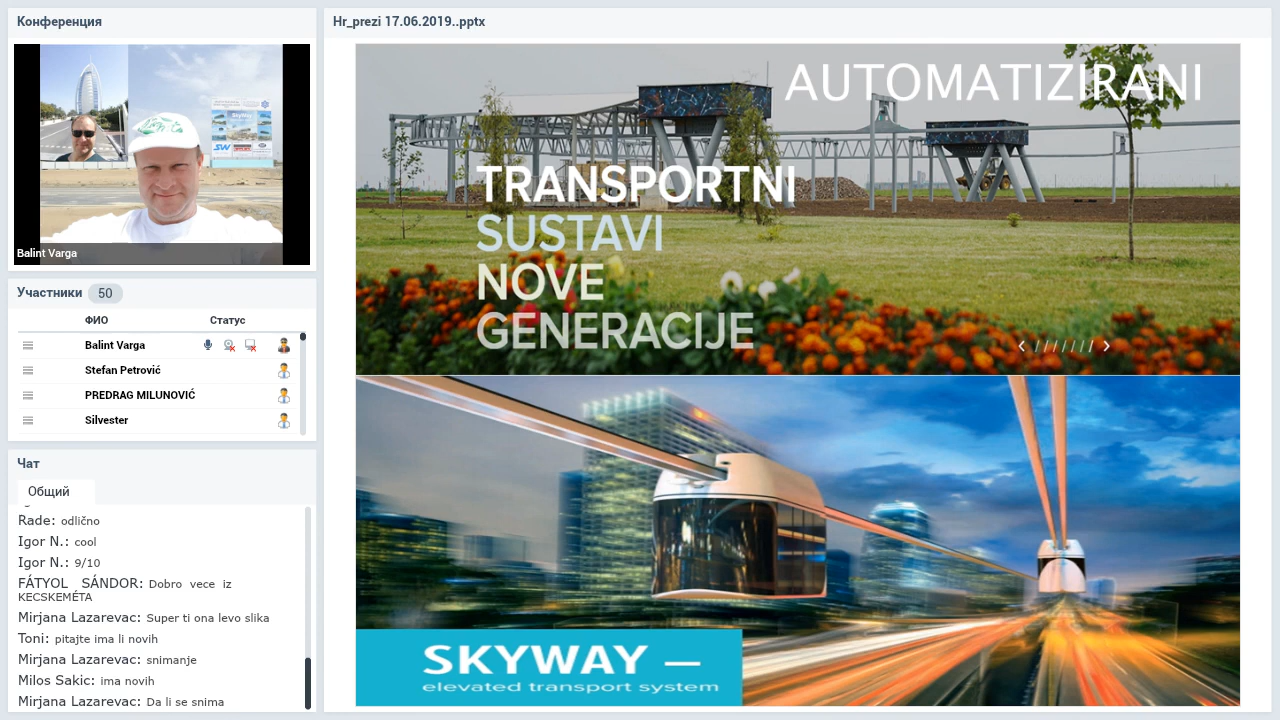 Конференция
SkyWay
SW
Balint Varga
Участники 50
ФИО Статус
Balint Varga
Stefan Petrović
PREDRAG MILUNOVIĆ
Silvester
Чат
Общий
Rade: odlično
Igor N.: cool
Igor N.: 9/10
FÁTYOL SÁNDOR: Dobro vece iz
KECSKEMÉTA
Mirjana Lazarevac: Super ti ona levo slika
Toni: pitajte ima li novih
Mirjana Lazarevac: snimanje
Milos Sakic: ima novih
Mirjana Lazarevac: Da li se snima
Hr_prezi 17.06.2019..pptx
AUTOMATIZIRANI
TRANSPORTNI
SUSTAVI
NOVE
GENERACIJE
SKYWAY —
elevated transport system